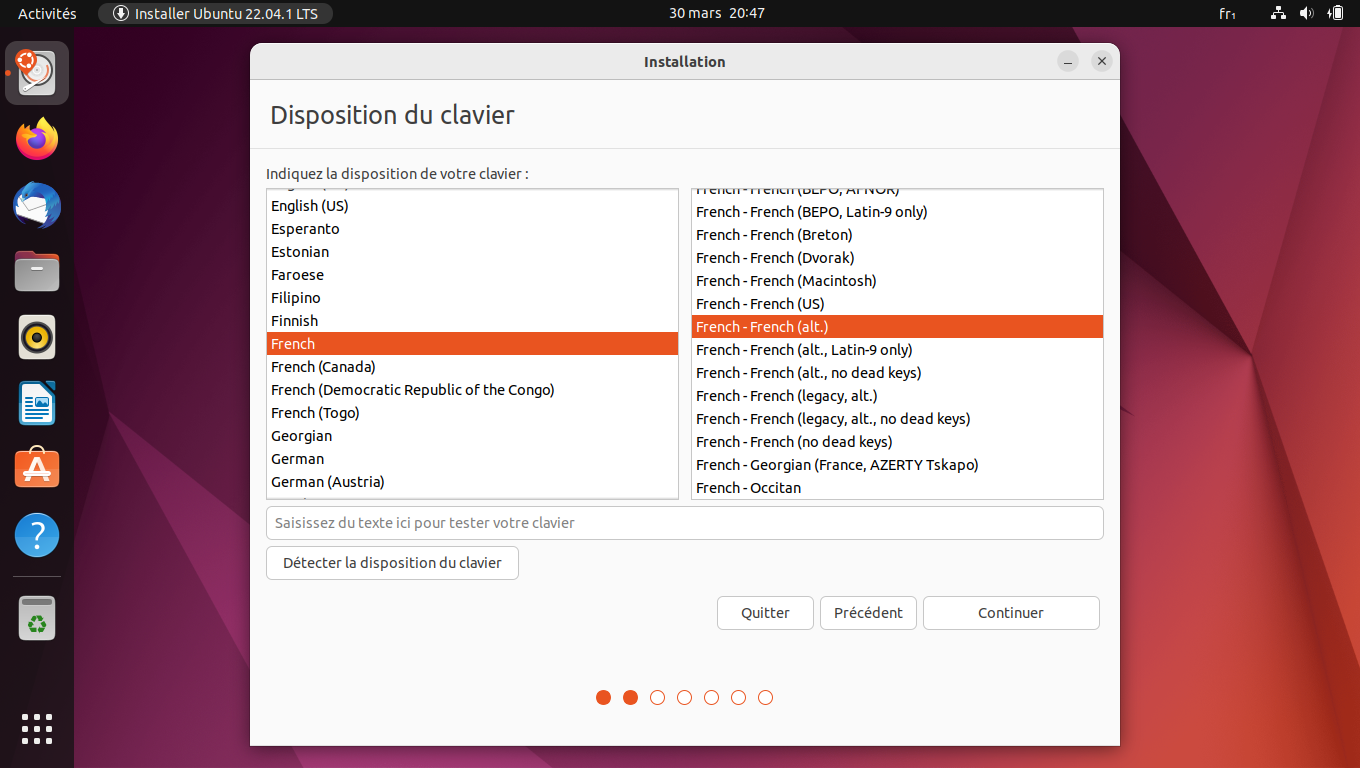 Activités
Installer Ubuntu 22.04.1 LTS
30 mars 20:47
fr₁
Installation
Disposition du clavier
Indiquez la disposition de votre clavier :
English (US)
Esperanto
Estonian
Faroese
Filipino
Finnish
French
French (Canada)
French (Democratic Republic of the Congo)
French (Togo)
Georgian
German
German (Austria)
French - French (BEPO, AFNOR)
French - French (BEPO, Latin-9 only)
French - French (Breton)
French - French (Dvorak)
French - French (Macintosh)
French - French (US)
French - French (alt.)
French - French (alt., Latin-9 only)
French - French (alt., no dead keys)
French - French (legacy, alt.)
French - French (legacy, alt., no dead keys)
French - French (no dead keys)
French - Georgian (France, AZERTY Tskapo)
French - Occitan
Saisissez du texte ici pour tester votre clavier
Détecter la disposition du clavier
Quitter
Précédent
Continuer